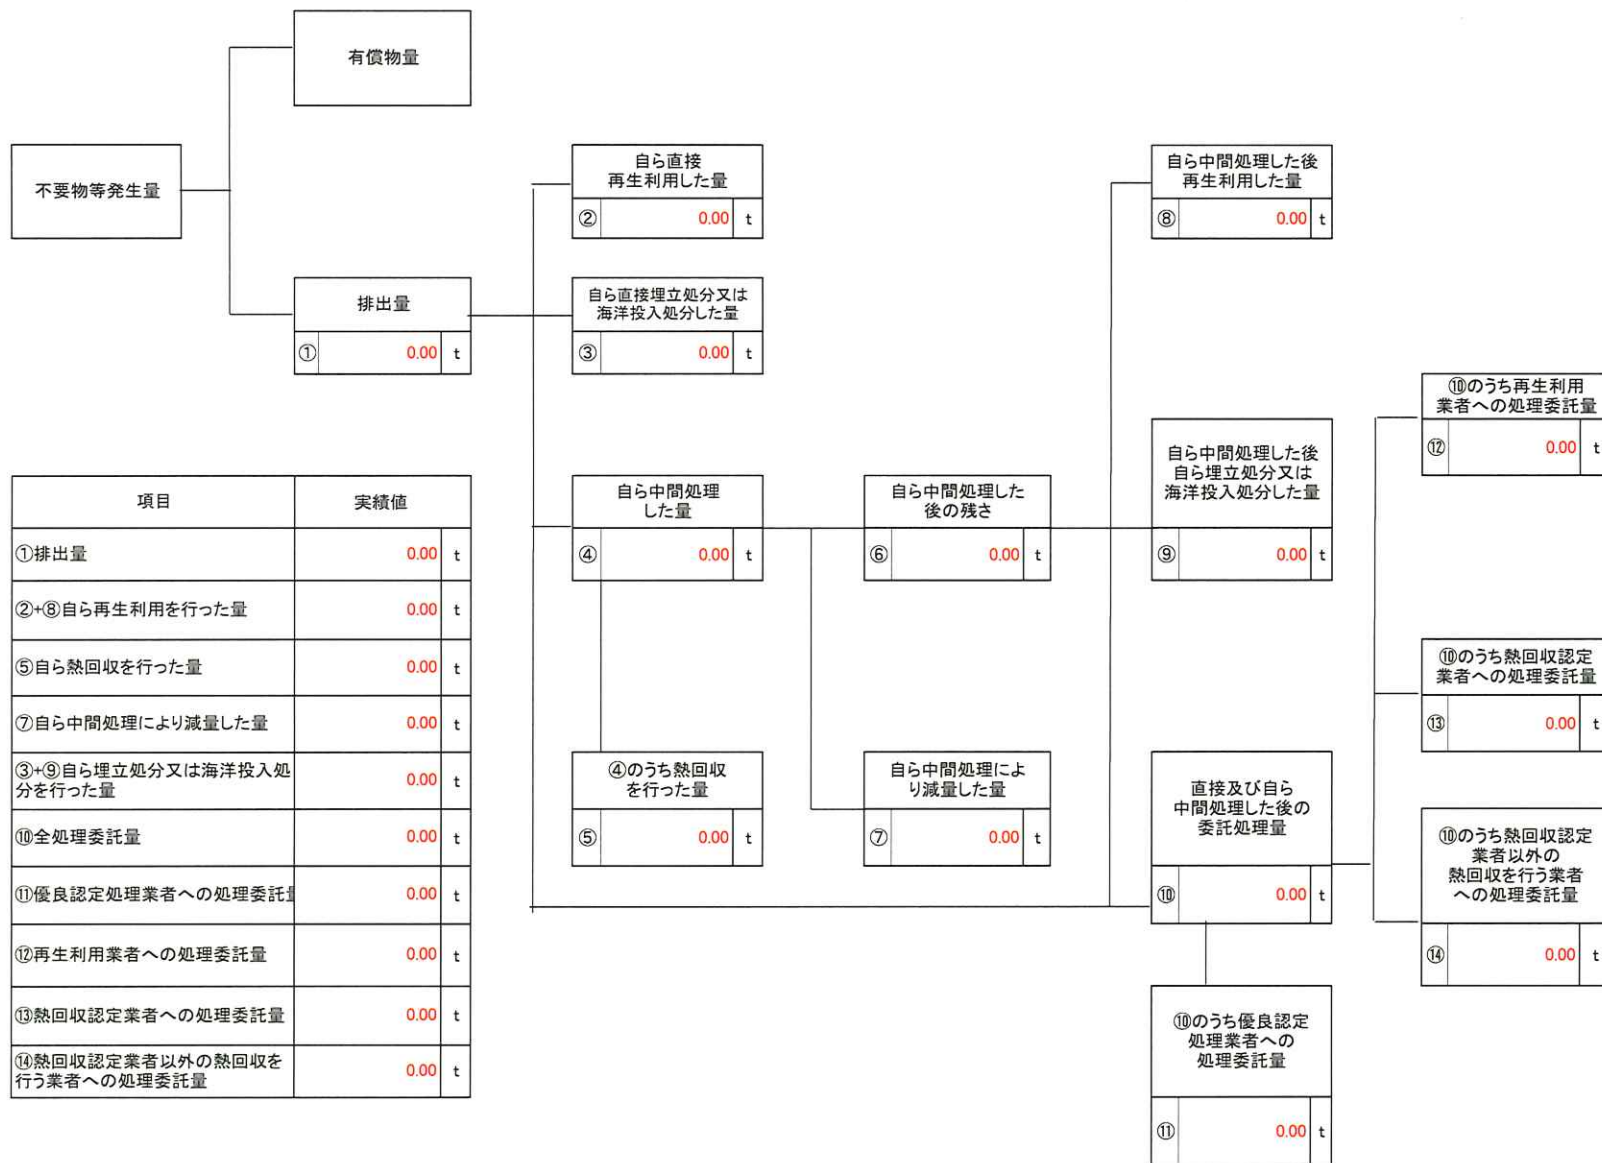 有償物量
不要物等発生量
排出量
① 0.00 t
自ら直接
再生利用した量
② 0.00 t
自ら直接埋立処分又は
海洋投入処分した量
③ 0.00 t
自ら中間処理
した量
④ 0.00 t
④のうち熱回収
を行った量
⑤ 0.00 t
自ら中間処理した
後の残さ
⑥ 0.00 t
自ら中間処理によ
り減量した量
⑦ 0.00 t
自ら中間処理した後
再生利用した量
⑧ 0.00 t
自ら中間処理した後
自ら埋立処分又は
海洋投入処分した量
⑨ 0.00 t
直接及び自ら
中間処理した後の
委託処理量
⑩ 0.00 t
⑩のうち優良認定
処理業者への
処理委託量
⑪ 0.00 t
⑩のうち再生利用
業者への処理委託量
⑫ 0.00 t
⑩のうち熱回収認定
業者への処理委託量
⑬ 0.00 t
⑩のうち熱回収認定
業者以外の
熱回収を行う業者
への処理委託量
⑭ 0.00 t
項目 実績値
①排出量 0.00 t
②+⑧自ら再生利用を行った量 0.00 t
⑤自ら熱回収を行った量 0.00 t
⑦自ら中間処理により減量した量 0.00 t
③+⑨自ら埋立処分又は海洋投入処
分を行った量 0.00 t
⑩全処理委託量 0.00 t
⑪優良認定処理業者への処理委託量 0.00 t
⑫再生利用業者への処理委託量 0.00 t
⑬熱回収認定業者への処理委託量 0.00 t
⑭熱回収認定業者以外の熱回収を
行う業者への処理委託量 0.00 t